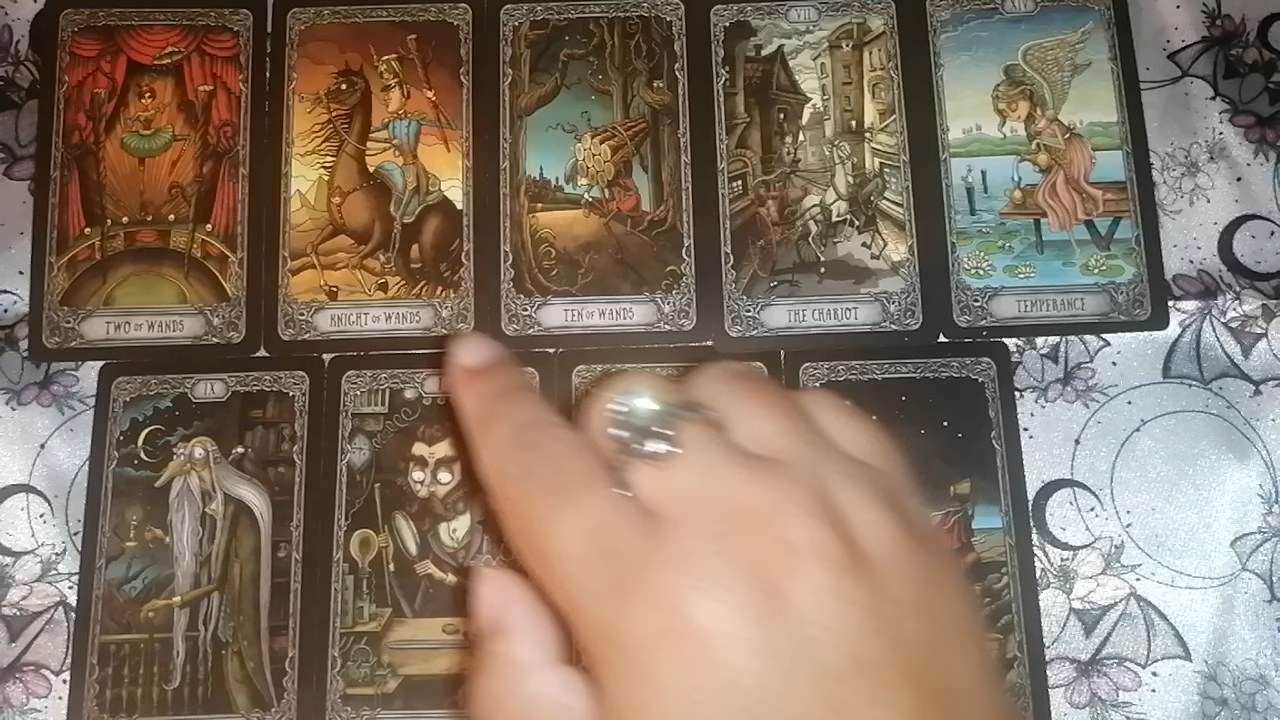 TWO OF WANDS
KNIGHT OF WANDS
TEN OF WANDS
VII
THE CHARIOT
XIV
TEMPERANCE
IX